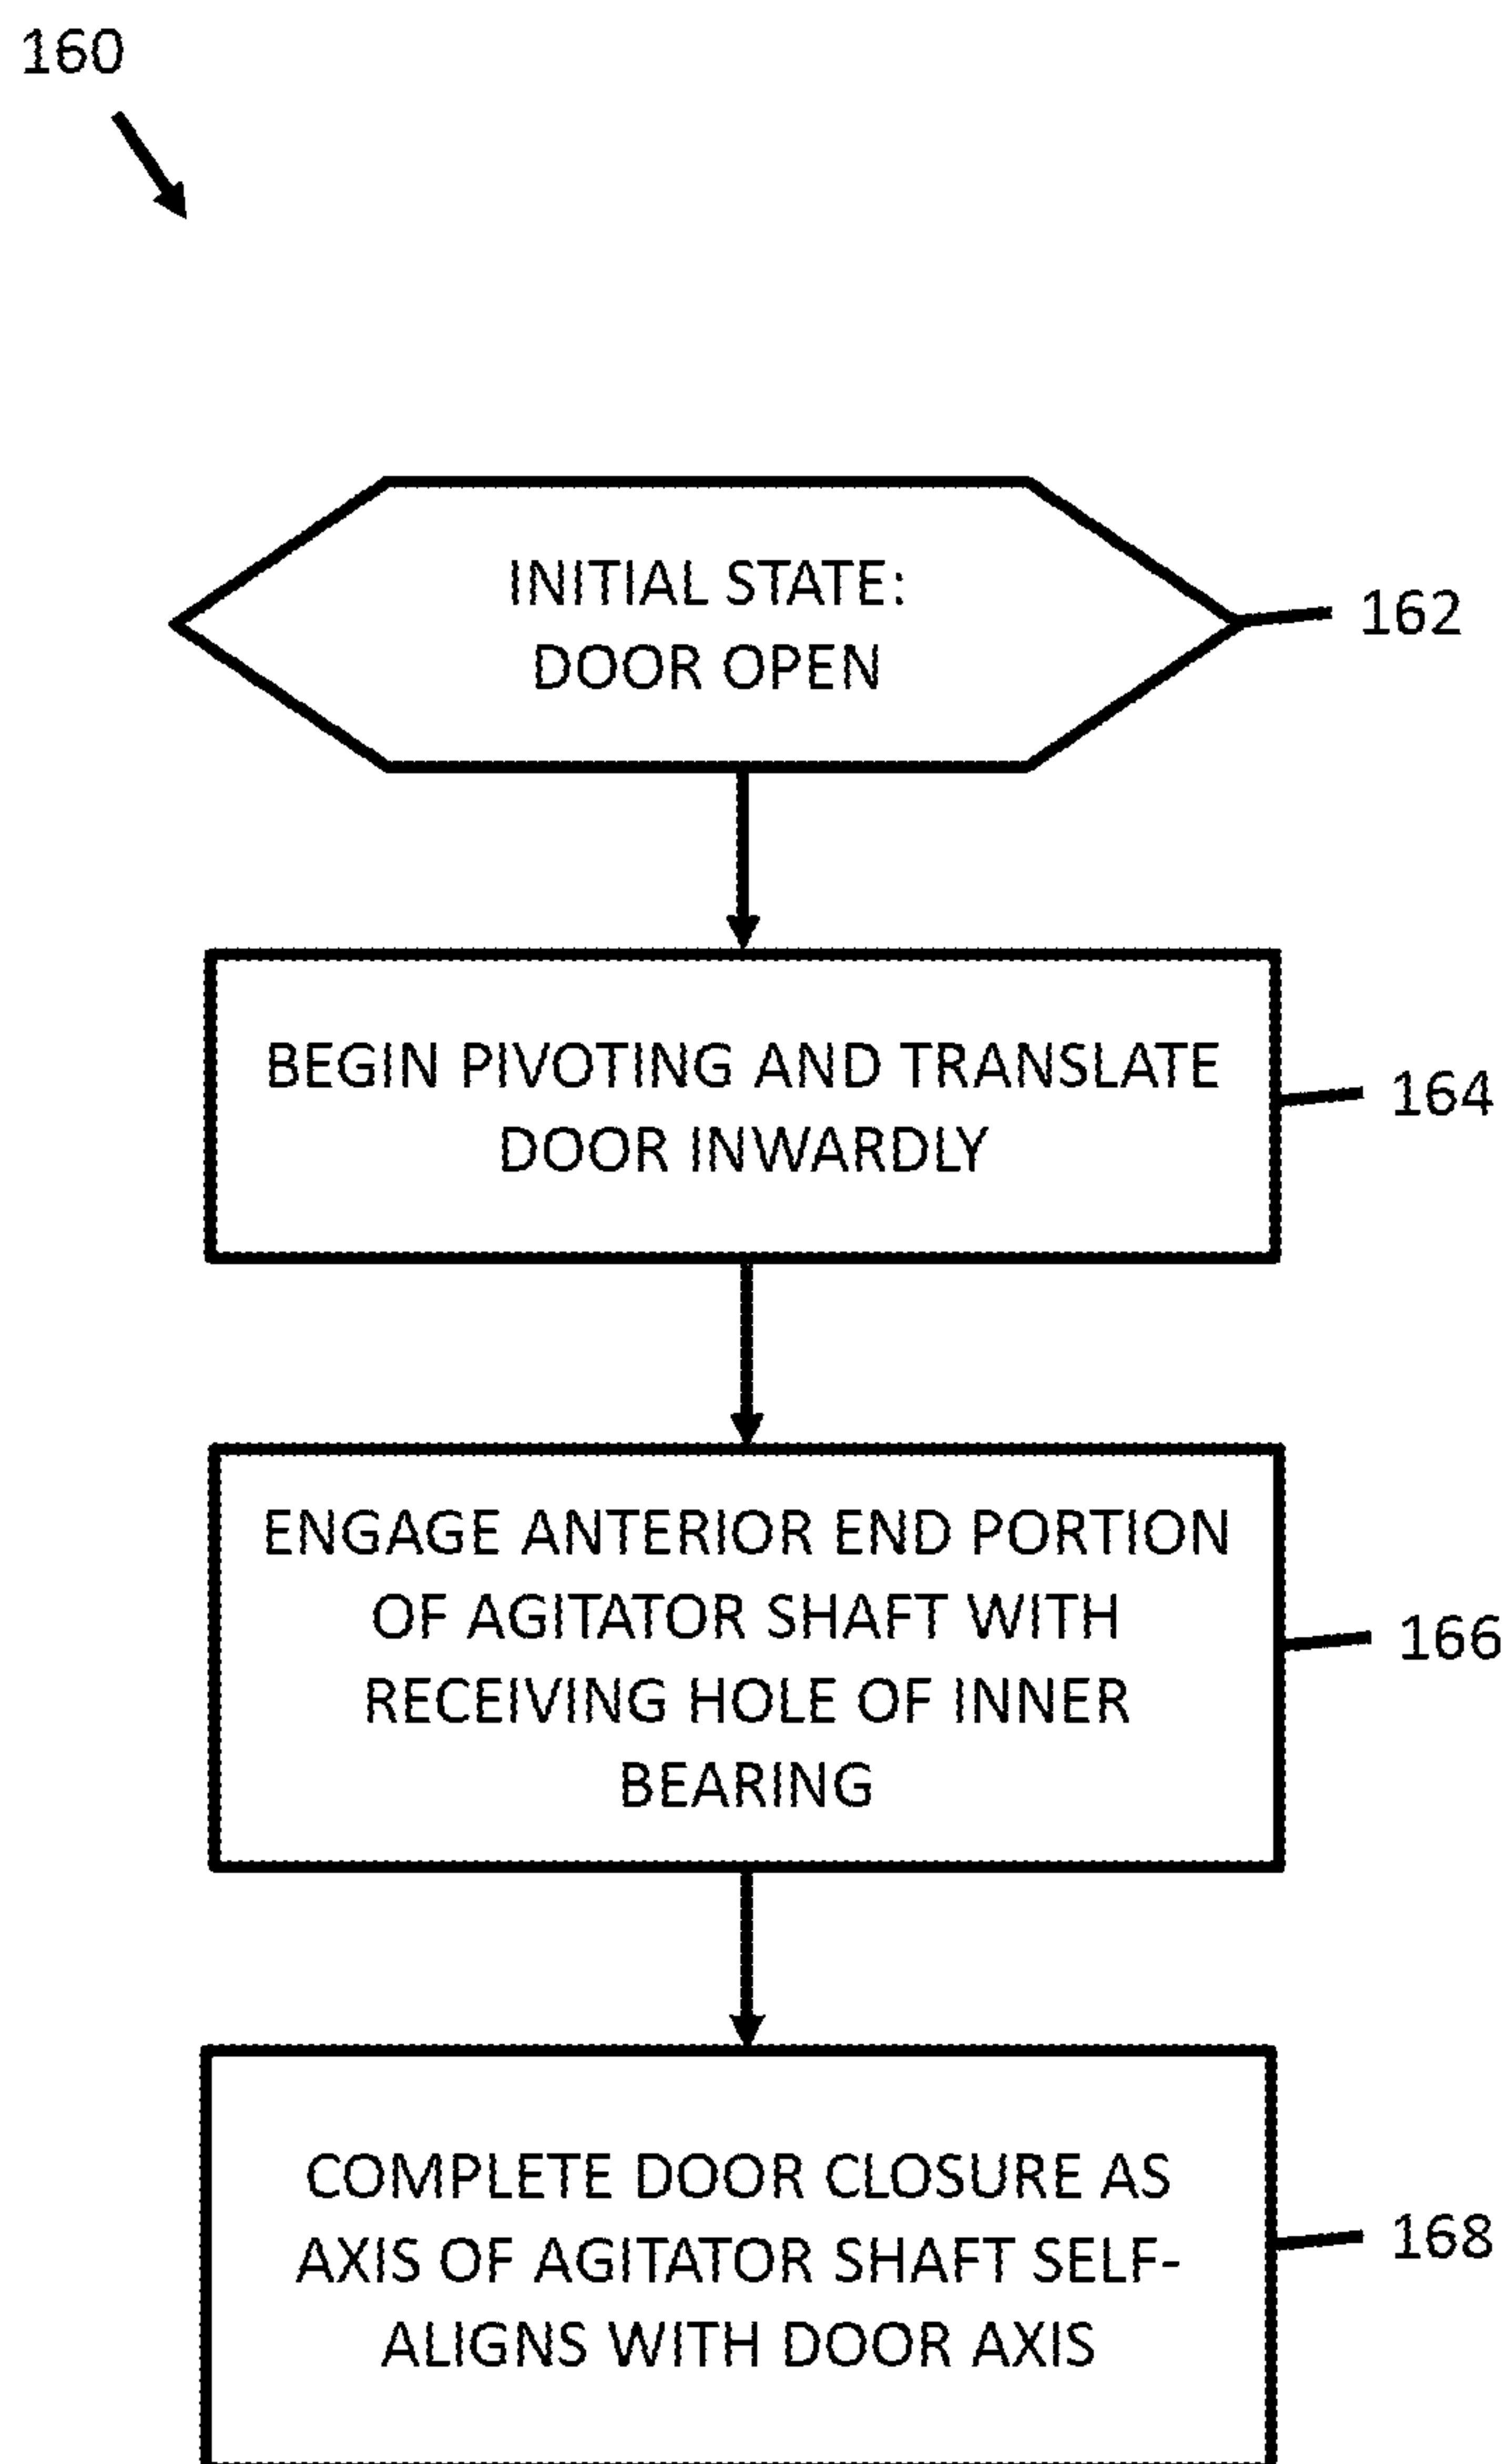 160
INITIAL STATE:
DOOR OPEN
162
BEGIN PIVOTING AND TRANSLATE
DOOR INWARDLY
164
ENGAGE ANTERIOR END PORTION
OF AGITATOR SHAFT WITH
RECEIVING HOLE OF INNER
BEARING
166
COMPLETE DOOR CLOSURE AS
AXIS OF AGITATOR SHAFT SELF-
ALIGNS WITH DOOR AXIS
168